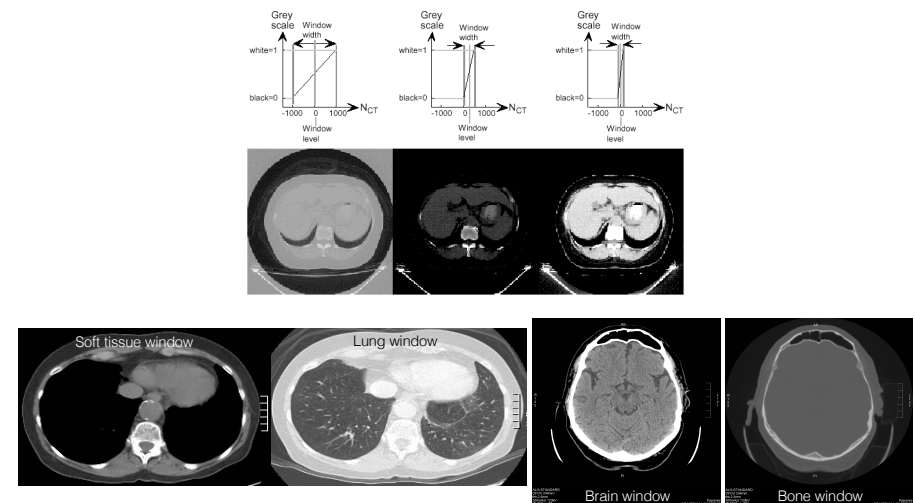 Grey
scale
Window
width
white=1
black=0
-1000 0 1000
N_CT
Window
level
Grey
scale
Window
width
white=1
black=0
-1000 0 1000
N_CT
Window
level
Grey
scale
Window
width
white=1
black=0
-1000 0 1000
N_CT
Window
level
Soft tissue window
Lung window
Brain window
Bone window